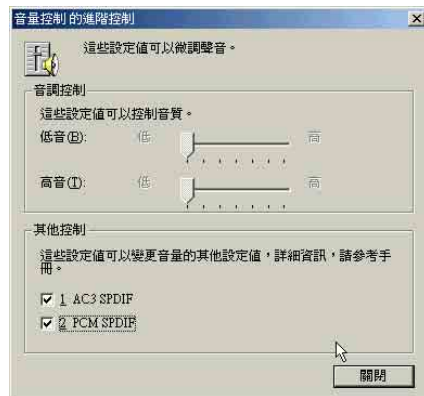 音量控制 的進階控制
這些設定值可以微調聲音。
音調控制
這些設定值可以控制音質。
低音(B): 低 高
高音(T): 低 高
其他控制
這些設定值可以變更音量的其他設定值，詳細資訊，請參考手
冊。
1 AC3 SPDIF
2 PCM SPDIF
關閉